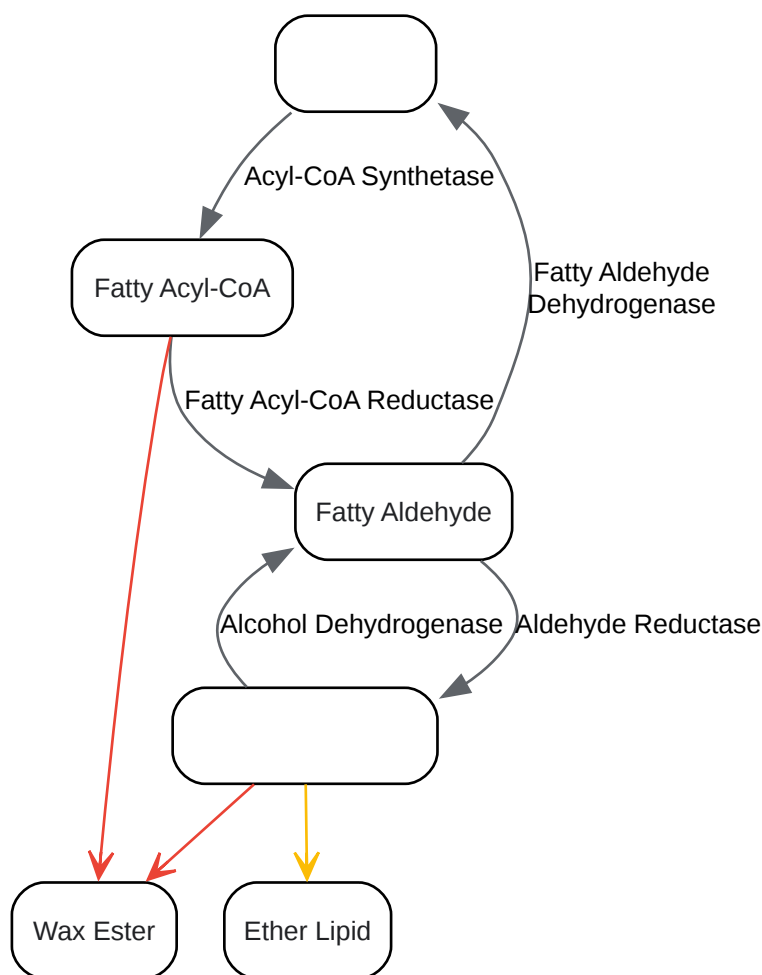 Acyl-CoA Synthetase
Fatty Aldehyde
Dehydrogenase
Fatty Acyl-CoA
Fatty Acyl-CoA Reductase
Fatty Aldehyde
Alcohol Dehydrogenase
Aldehyde Reductase
Wax Ester
Ether Lipid